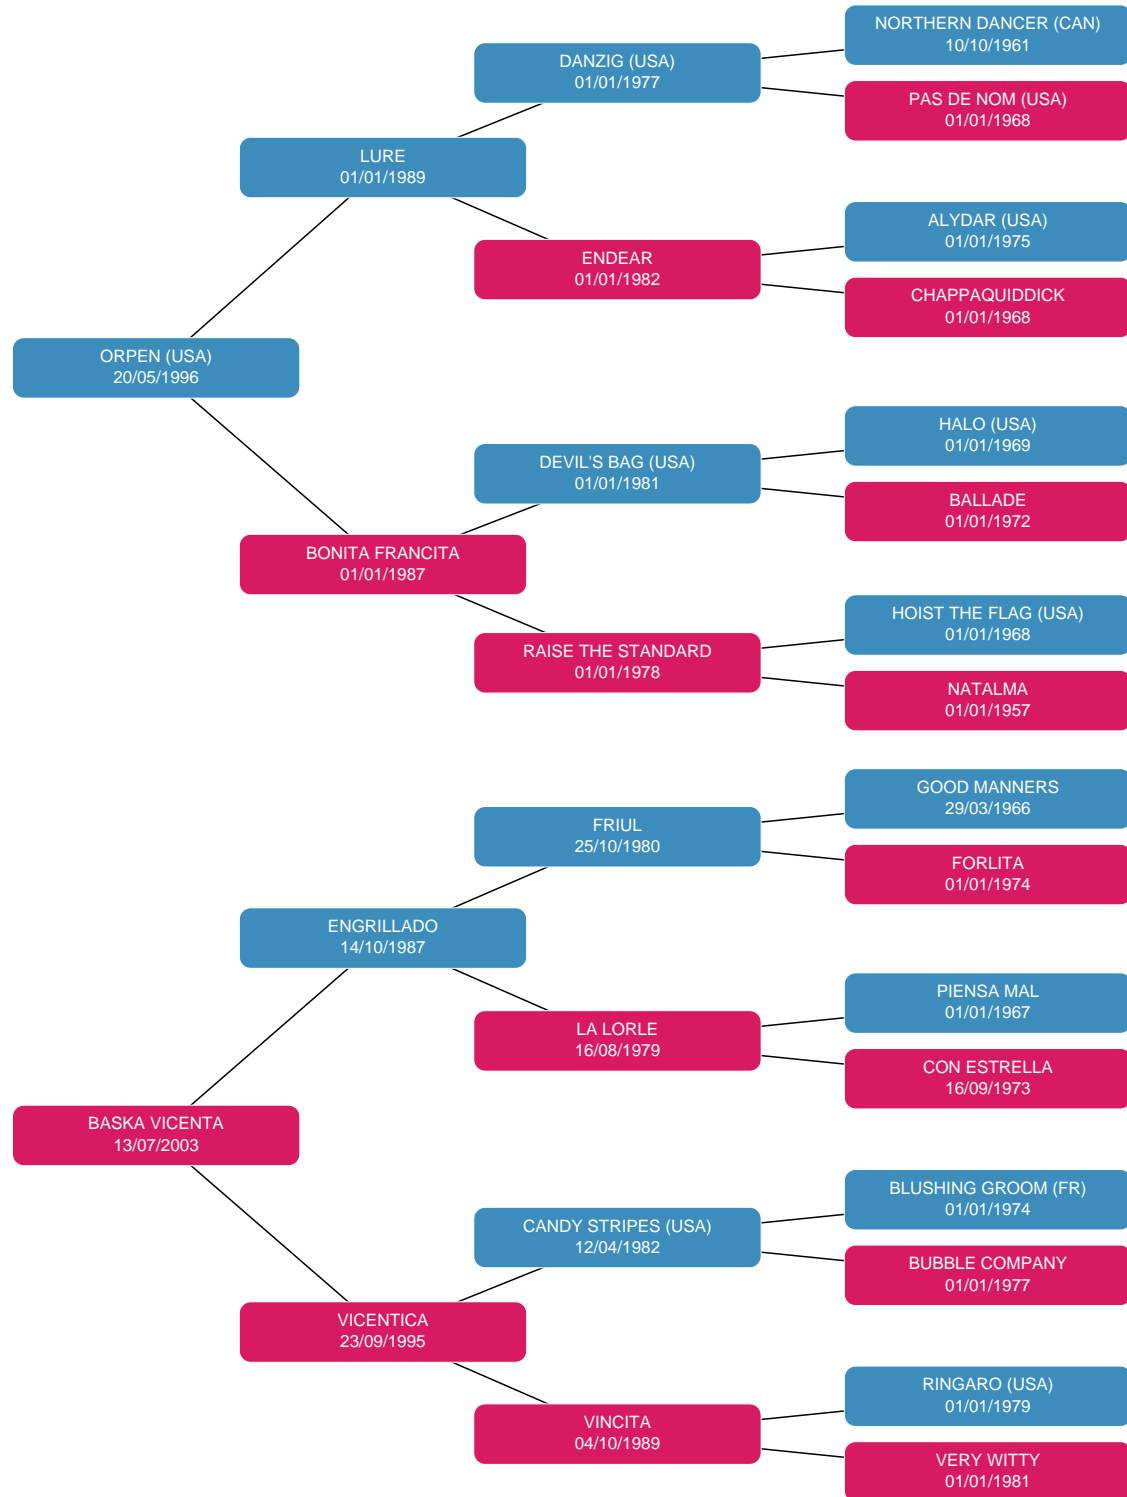 NORTHERN DANCER (CAN)
10/10/1961
DANZIG (USA)
01/01/1977
PAS DE NOM (USA)
01/01/1968
LURE
01/01/1989
ALYDAR (USA)
01/01/1975
ENDEAR
01/01/1982
CHAPPAQUIDDICK
01/01/1968
ORPEN (USA)
20/05/1996
HALO (USA)
01/01/1969
DEVIL'S BAG (USA)
01/01/1981
BALLADE
01/01/1972
BONITA FRANCITA
01/01/1987
HOIST THE FLAG (USA)
01/01/1968
RAISE THE STANDARD
01/01/1978
NATALMA
01/01/1957
GOOD MANNERS
29/03/1966
FRIUL
25/10/1980
FORLITA
01/01/1974
ENGRILLADO
14/10/1987
PIENSA MAL
01/01/1967
LA LORLE
16/08/1979
CON ESTRELLA
16/09/1973
BASKA VICENTA
13/07/2003
BLUSHING GROOM (FR)
01/01/1974
CANDY STRIPES (USA)
12/04/1982
BUBBLE COMPANY
01/01/1977
VICENTICA
23/09/1995
RINGARO (USA)
01/01/1979
VINCITA
04/10/1989
VERY WITTY
01/01/1981